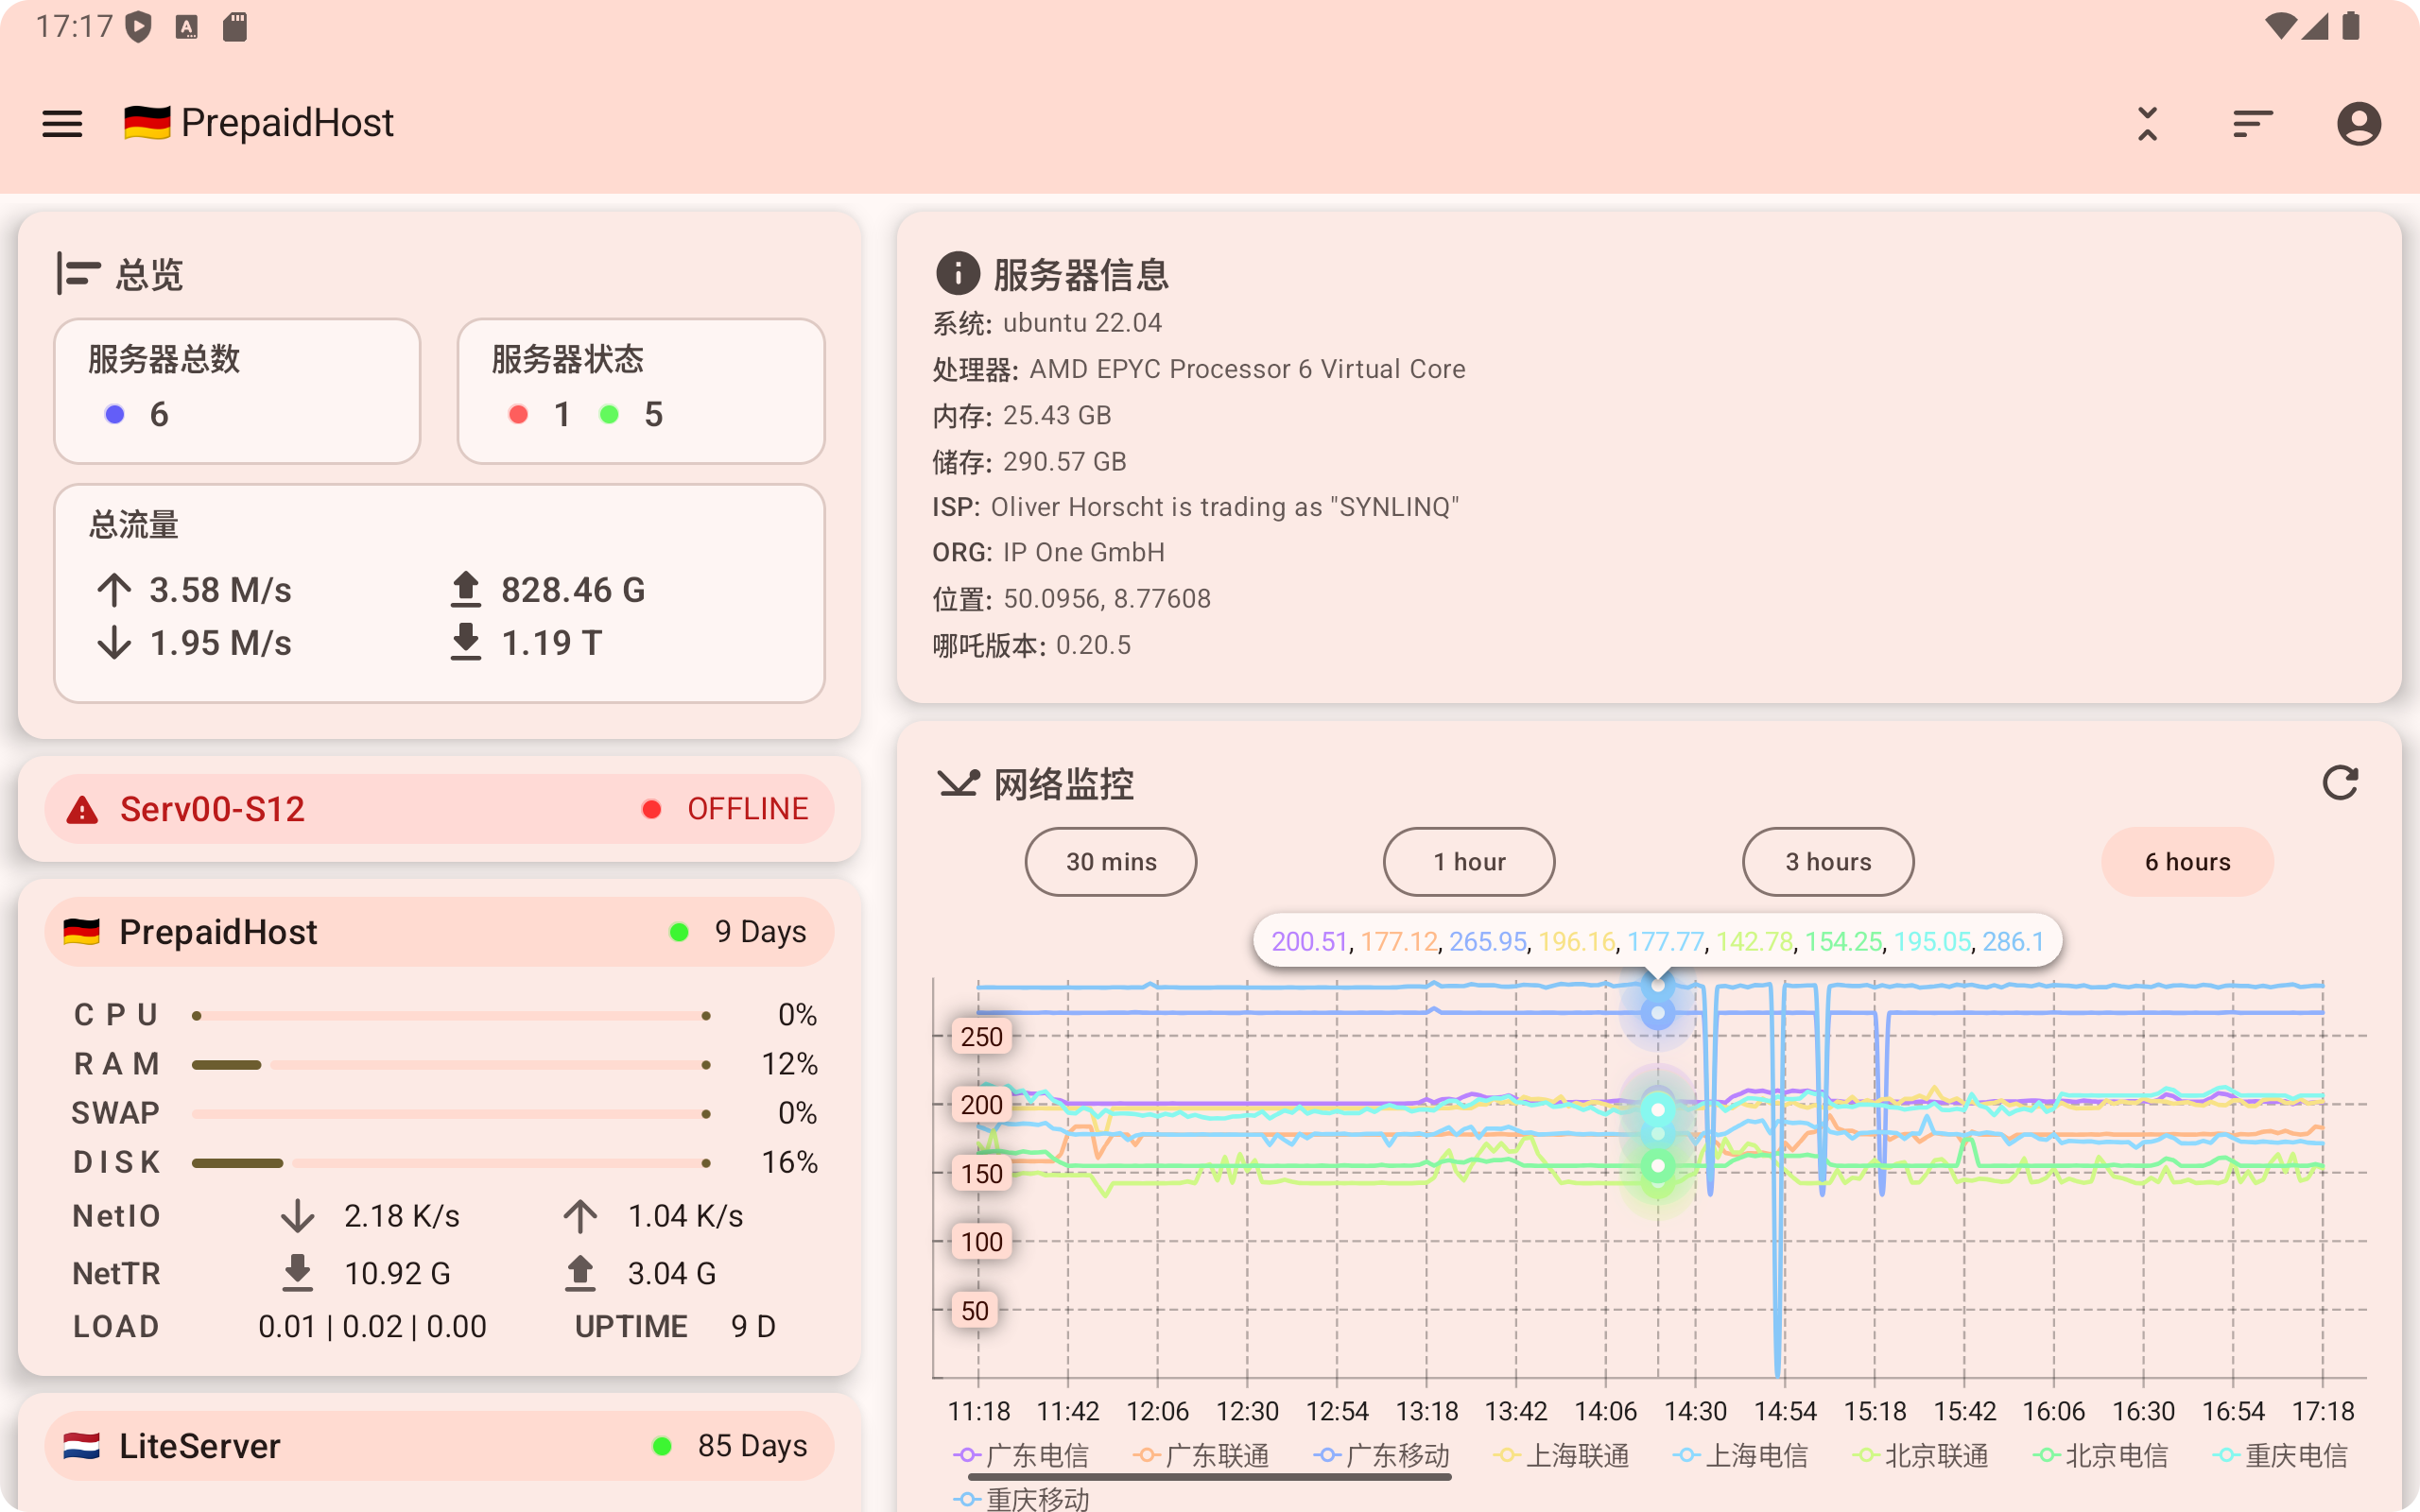 17:17
🇩🇪 PrepaidHost
总览
服务器总数
6
服务器状态
1 5
总流量
3.58 M/s 828.46 G
1.95 M/s 1.19 T
Serv00-S12 OFFLINE
PrepaidHost 9 Days
CPU 0%
RAM 12%
SWAP 0%
DISK 16%
NetIO 2.18 K/s 1.04 K/s
NetTR 10.92 G 3.04 G
LOAD 0.01 | 0.02 | 0.00 UPTIME 9 D
LiteServer 85 Days
服务器信息
系统: ubuntu 22.04
处理器: AMD EPYC Processor 6 Virtual Core
内存: 25.43 GB
储存: 290.57 GB
ISP: Oliver Horscht is trading as "SYNLINQ"
ORG: IP One GmbH
位置: 50.0956, 8.77608
哪吒版本: 0.20.5
网络监控
30 mins 1 hour 3 hours 6 hours
200.51, 177.12, 265.95, 196.16, 177.77, 142.78, 154.25, 195.05, 286.1
250
200
150
100
50
11:18 11:42 12:06 12:30 12:54 13:18 13:42 14:06 14:30 14:54 15:18 15:42 16:06 16:30 16:54 17:18
广东电信 广东联通 广东移动 上海联通 上海电信 北京联通 北京电信 重庆电信
重庆移动